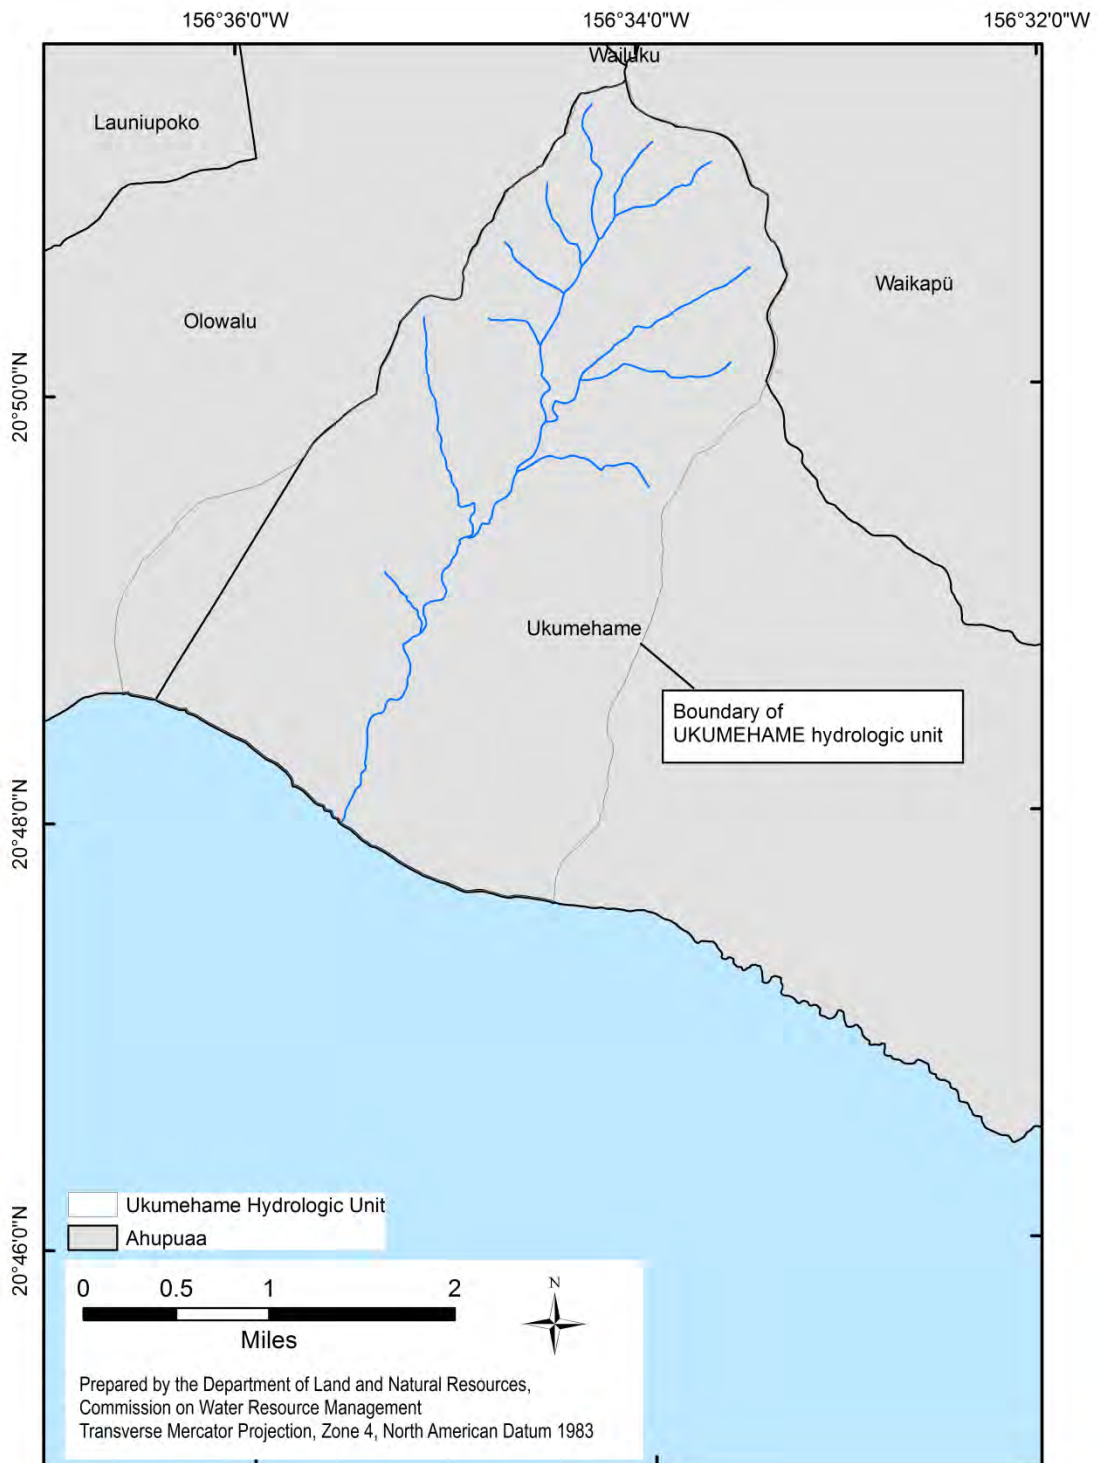 156°36'0"W
156°34'0"W
156°32'0"W
Wailuku
Launiupoko
Waikapü
Olowalu
20°50'0"N
Ukumehame
Boundary of
UKUMEHAME hydrologic unit
20°48'0"N
Ukumehame Hydrologic Unit
Ahupuaa
20°46'0"N
0 0.5 1 2
Miles
N
Prepared by the Department of Land and Natural Resources,
Commission on Water Resource Management
Transverse Mercator Projection, Zone 4, North American Datum 1983